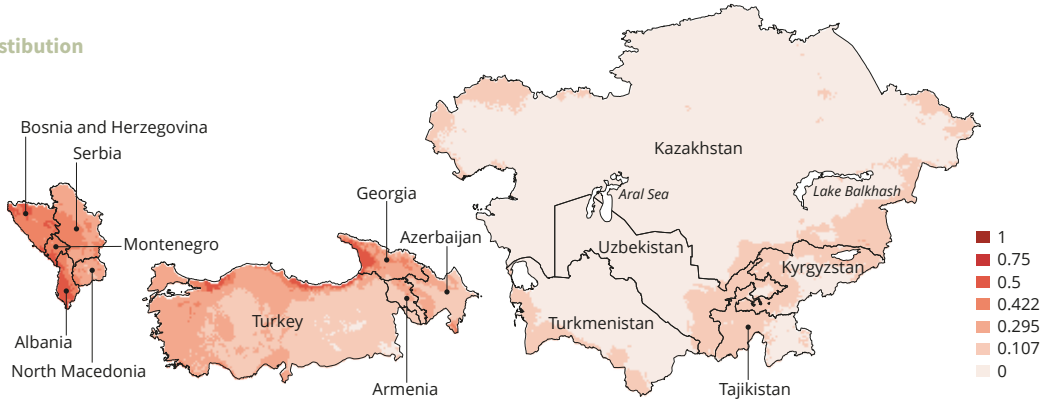 stibution
Bosnia and Herzegovina
Serbia
Montenegro
Albania
North Macedonia
Georgia
Azerbaijan
Turkey
Armenia
Kazakhstan
Aral Sea
Lake Balkhash
Uzbekistan
Kyrgyzstan
Turkmenistan
Tajikistan
1
0.75
0.5
0.422
0.295
0.107
0